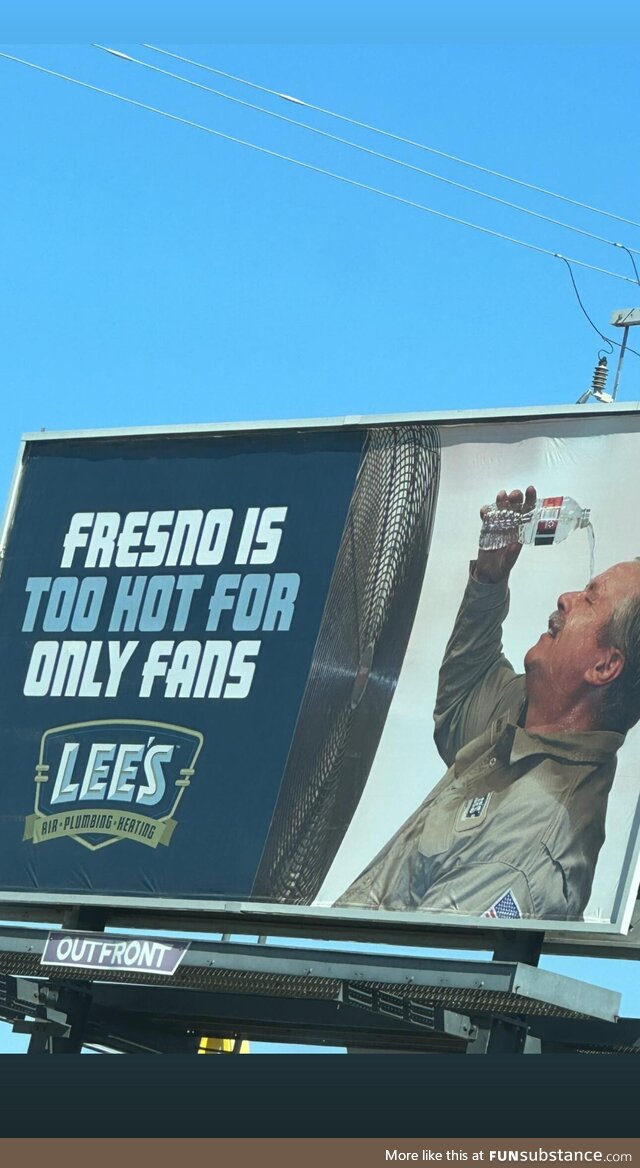 FRESNO IS
TOO HOT FOR
ONLY FANS
LEE'S
AIR • PLUMBING • HEATING
OUTFRONT
More like this at FUNsubstance.com